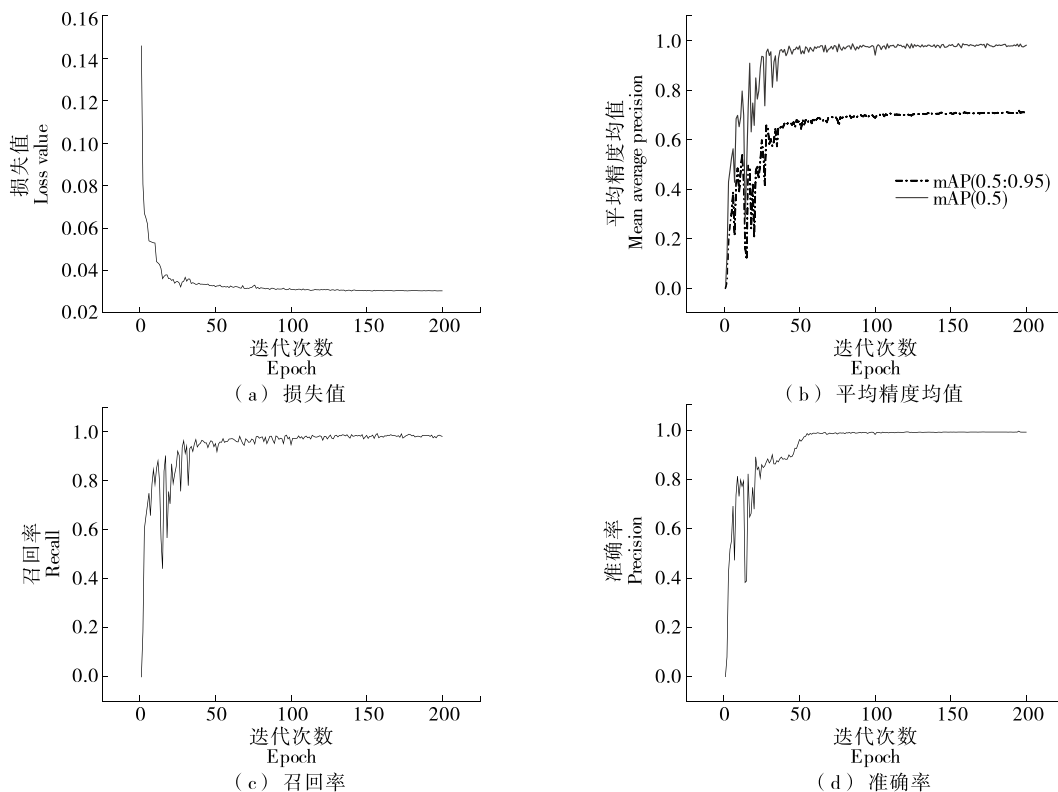 0.16
0.14
0.12
0.10
0.08
0.06
0.04
0.02
损失值
Loss value
0 50 100 150 200
迭代次数
Epoch
(a) 损失值
1.0
0.8
0.6
0.4
0.2
0.0
平均精度均值
Mean average precision
mAP(0.5:0.95)
mAP(0.5)
0 50 100 150 200
迭代次数
Epoch
(b) 平均精度均值
1.0
0.8
0.6
0.4
0.2
0.0
召回率
Recall
0 50 100 150 200
迭代次数
Epoch
(c) 召回率
1.0
0.8
0.6
0.4
0.2
0.0
准确率
Precision
0 50 100 150 200
迭代次数
Epoch
(d) 准确率